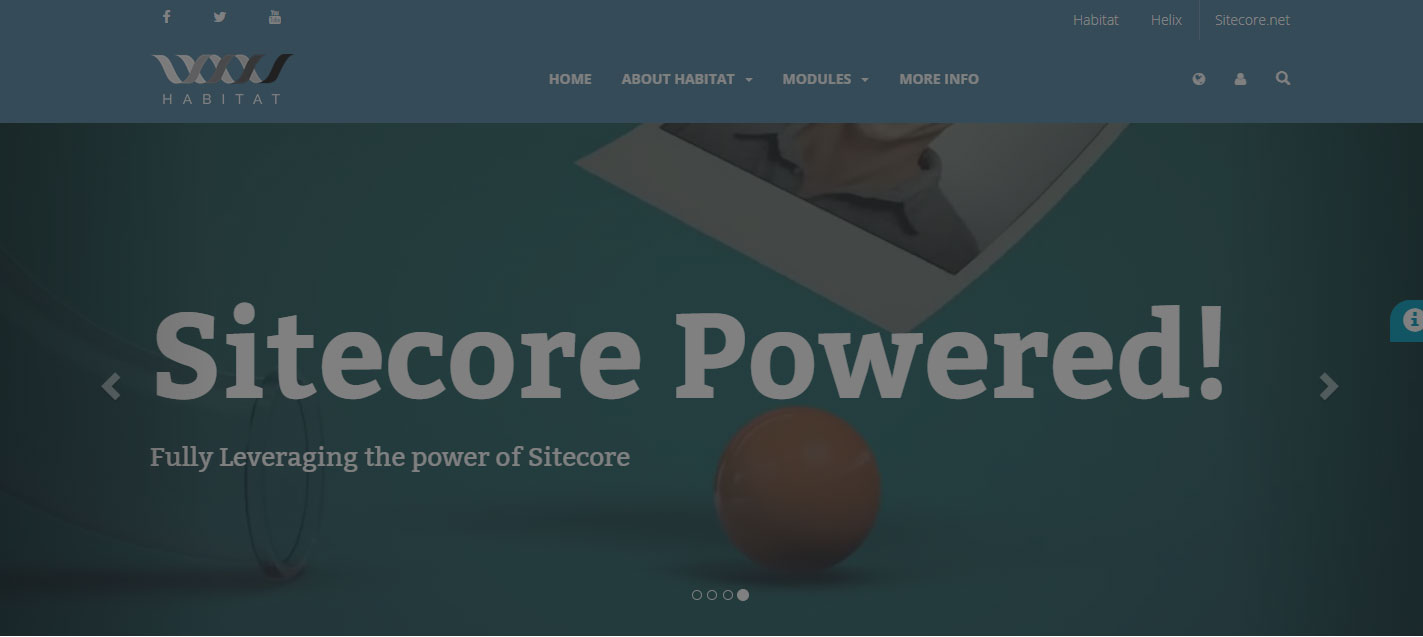 Habitat Helix Sitecore.net
HABITAT
HOME ABOUT HABITAT MODULES MORE INFO
Sitecore Powered!
Fully Leveraging the power of Sitecore